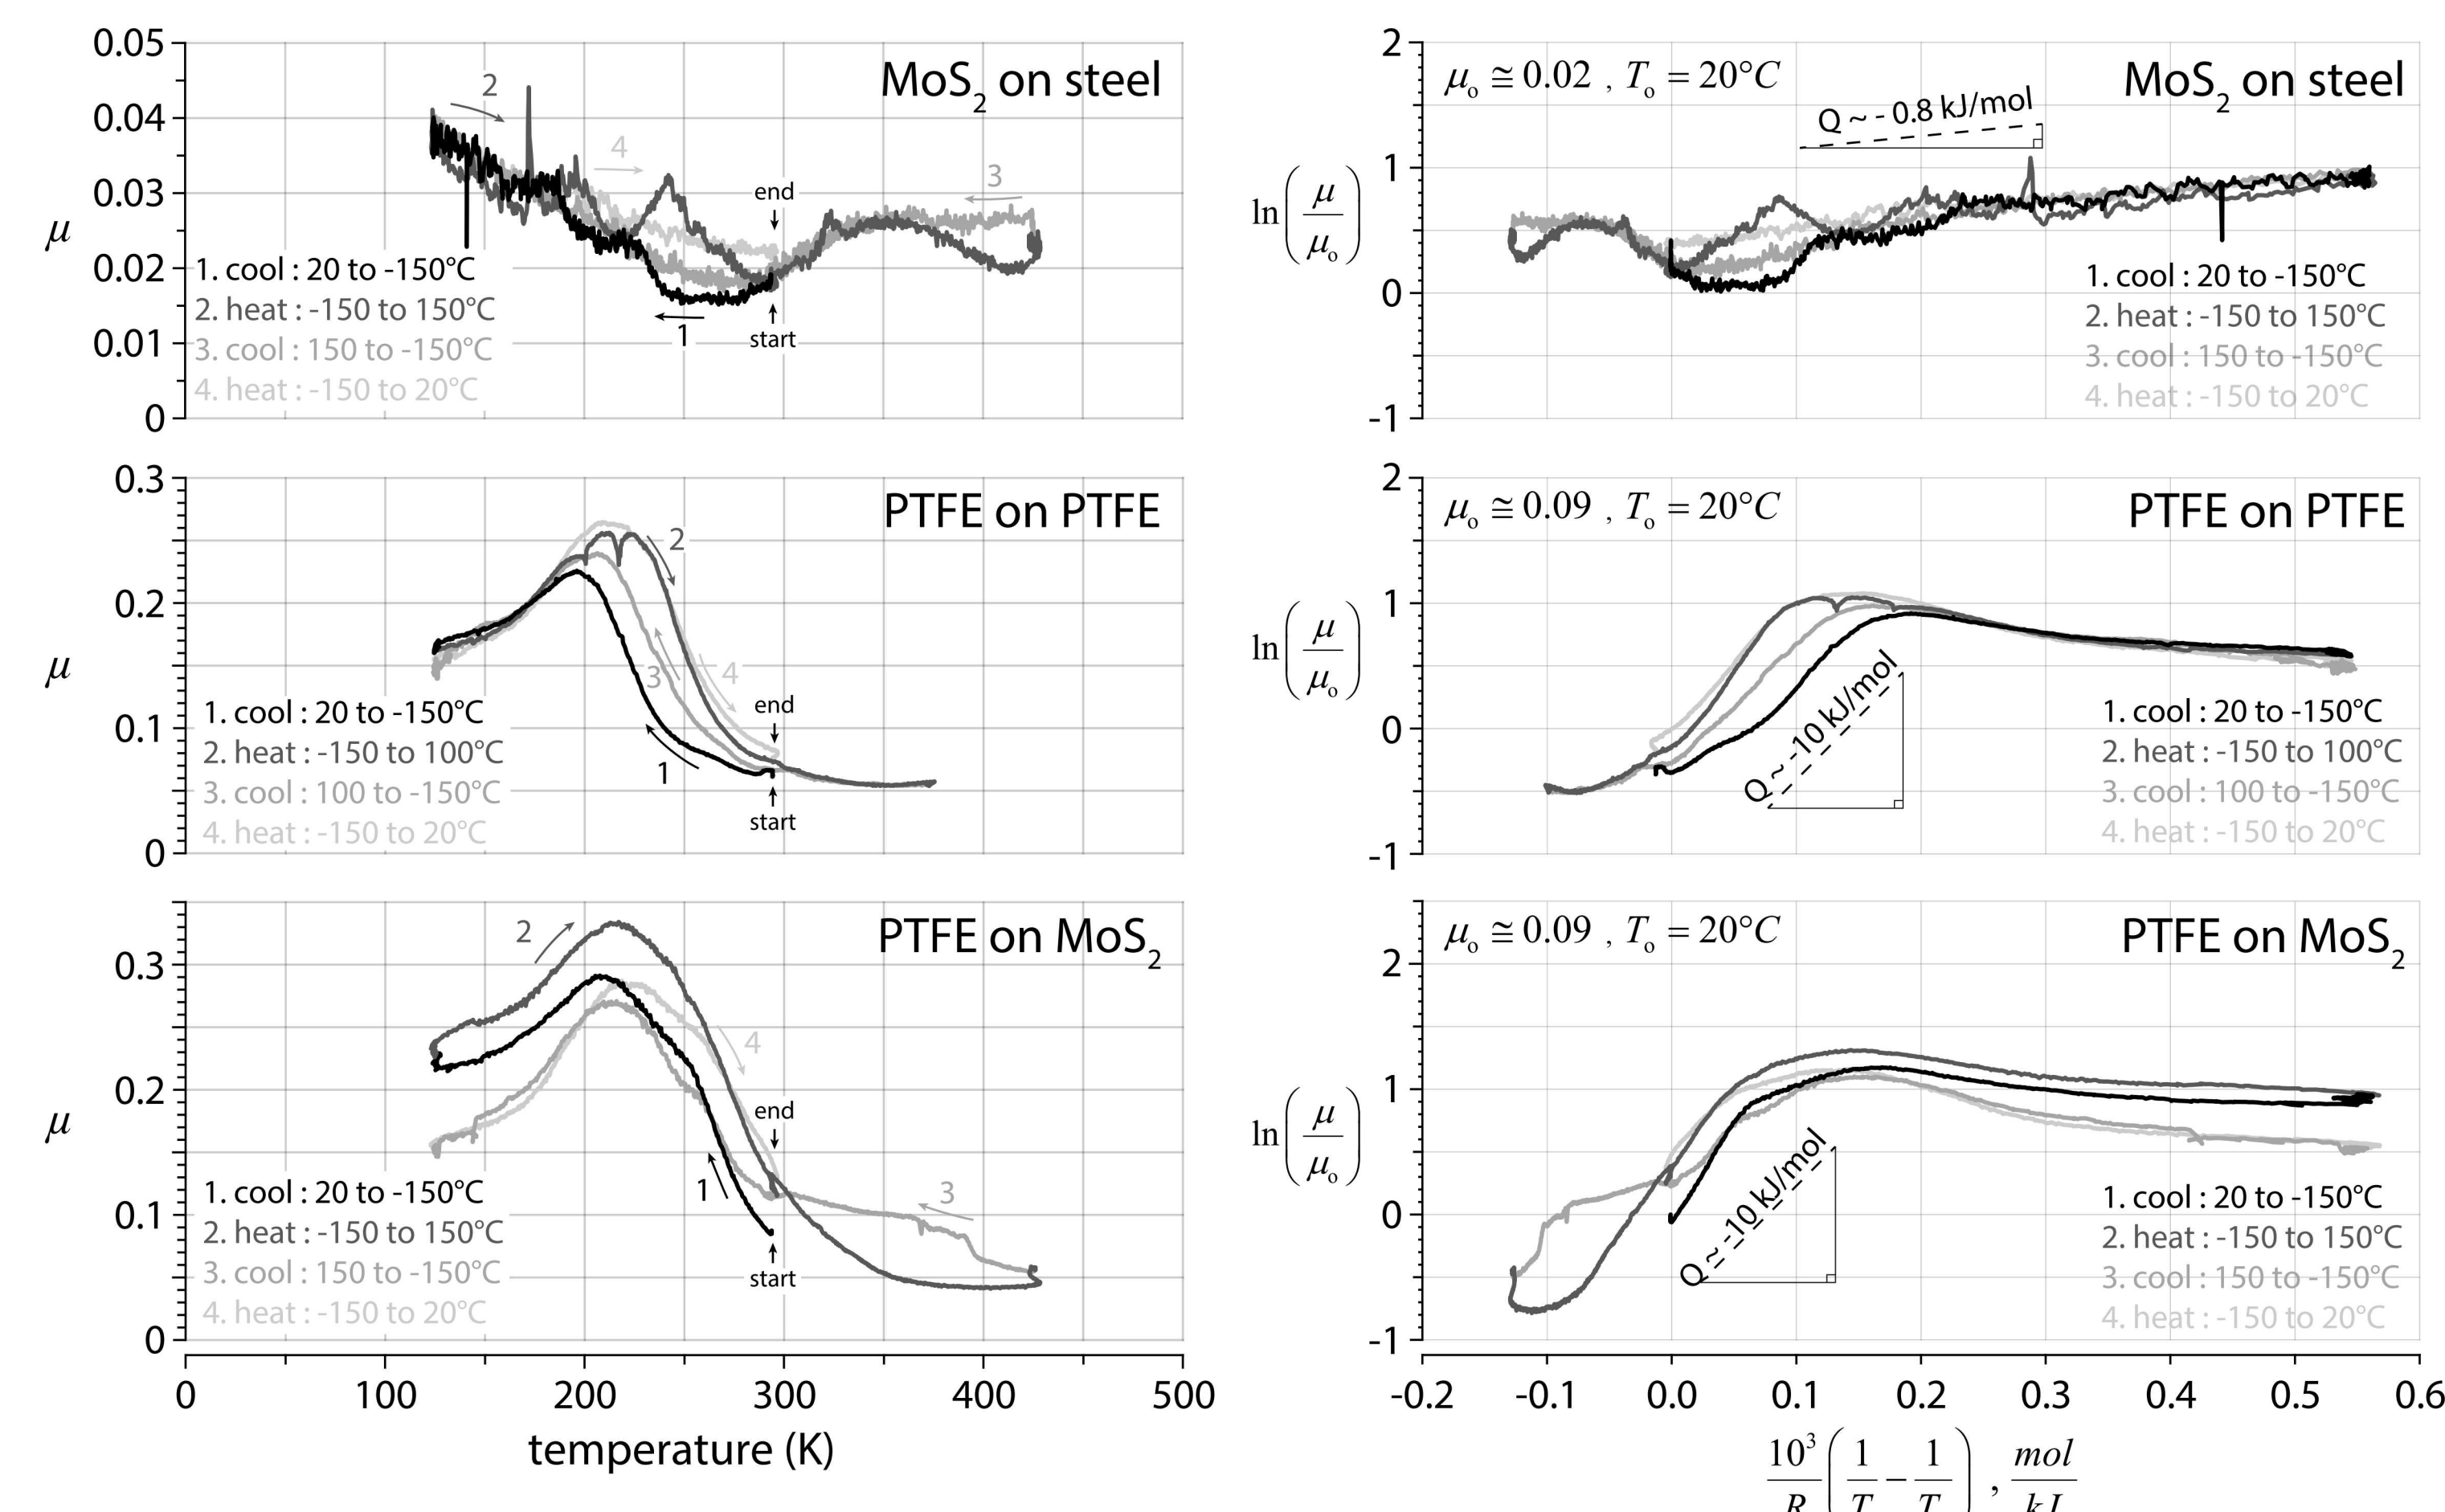 0.05
0.04
0.03
0.02
0.01
0
μ
MoS2 on steel
2
4
3
1
end
start
1. cool : 20 to -150°C
2. heat : -150 to 150°C
3. cool : 150 to -150°C
4. heat : -150 to 20°C
2
1
0
-1
ln(μ/μo)
μo ≅ 0.02 , To = 20°C
MoS2 on steel
Q ~ - 0.8 kJ/mol
1. cool : 20 to -150°C
2. heat : -150 to 150°C
3. cool : 150 to -150°C
4. heat : -150 to 20°C
0.3
0.2
0.1
0
μ
PTFE on PTFE
2
3
4
1
end
start
1. cool : 20 to -150°C
2. heat : -150 to 100°C
3. cool : 100 to -150°C
4. heat : -150 to 20°C
2
1
0
-1
ln(μ/μo)
μo ≅ 0.09 , To = 20°C
PTFE on PTFE
Q ~ -10 kJ/mol
1. cool : 20 to -150°C
2. heat : -150 to 100°C
3. cool : 100 to -150°C
4. heat : -150 to 20°C
0.3
0.2
0.1
0
μ
PTFE on MoS2
2
4
1
3
end
start
1. cool : 20 to -150°C
2. heat : -150 to 150°C
3. cool : 150 to -150°C
4. heat : -150 to 20°C
0 100 200 300 400 500
temperature (K)
2
1
0
-1
ln(μ/μo)
μo ≅ 0.09 , To = 20°C
PTFE on MoS2
Q ~ -10 kJ/mol
1. cool : 20 to -150°C
2. heat : -150 to 150°C
3. cool : 150 to -150°C
4. heat : -150 to 20°C
-0.2 -0.1 0.0 0.1 0.2 0.3 0.4 0.5 0.6
10³/R (1/T − 1/T) , mol/kJ